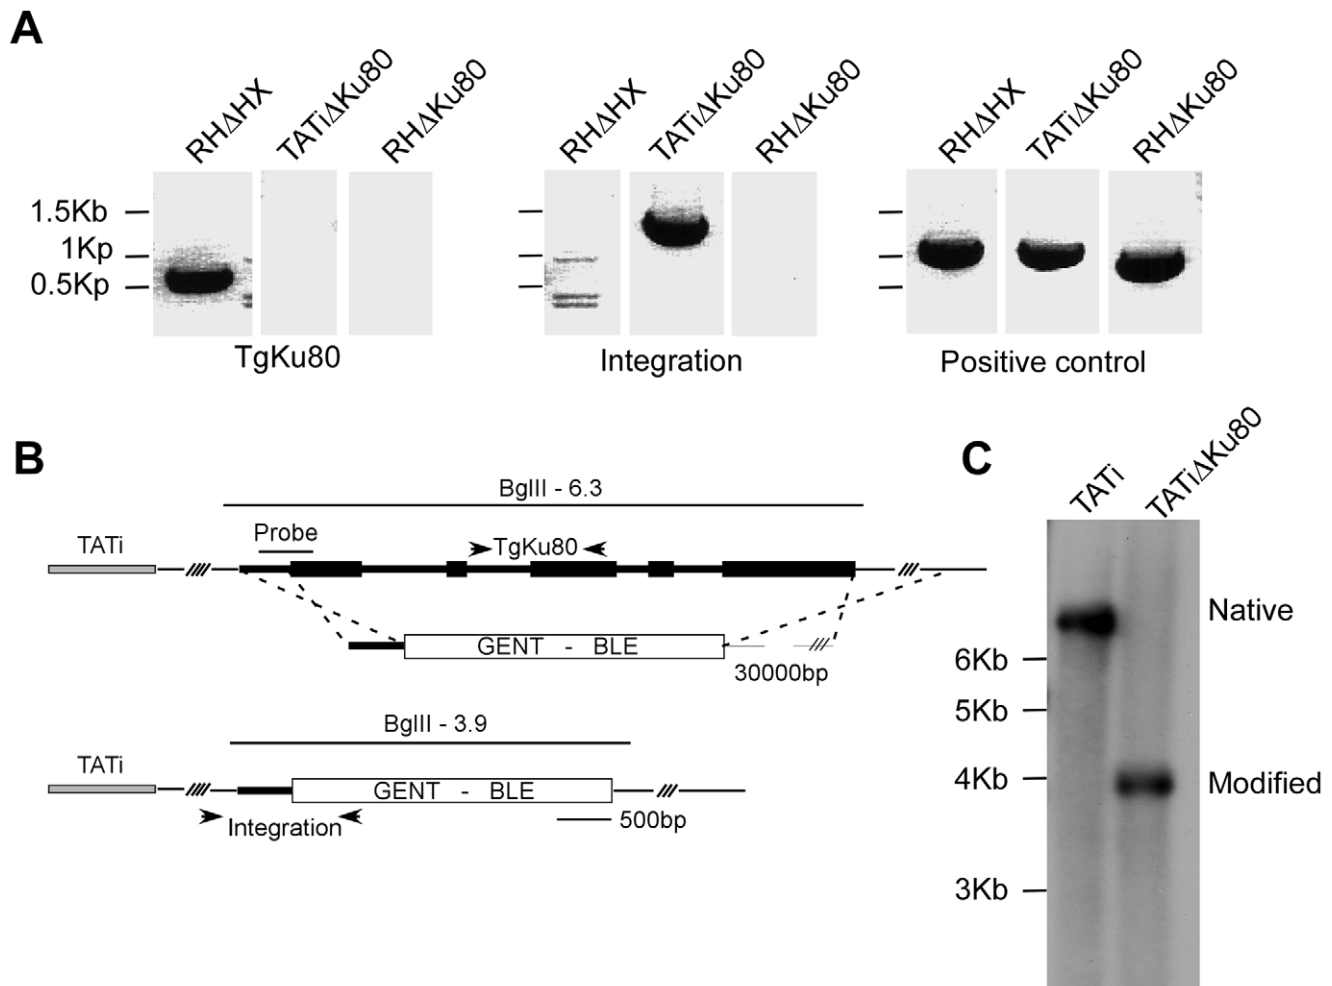 A
RHΔHX
TATiΔKu80
RHΔKu80
RHΔHX
TATiΔKu80
RHΔKu80
RHΔHX
TATiΔKu80
RHΔKu80
1.5Kb
1Kp
0.5Kp
TgKu80
Integration
Positive control
B
BglII - 6.3
TATi
Probe
TgKu80
GENT - BLE
30000bp
BglII - 3.9
TATi
GENT - BLE
Integration
500bp
C
TATi
TATiΔKu80
Native
6Kb
5Kb
4Kb
Modified
3Kb